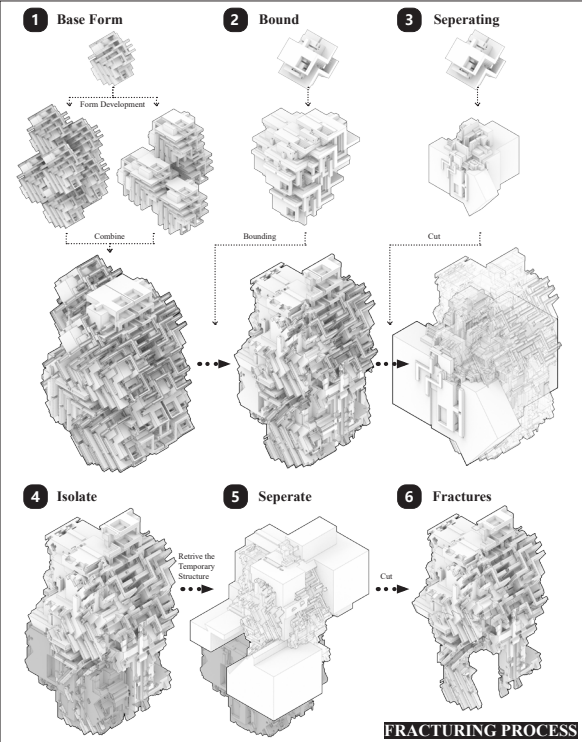 1 Base Form
2 Bound
3 Seperating
Form Development
Combine
Bounding
Cut
4 Isolate
5 Seperate
6 Fractures
Retrive the
Temporary
Structure
Cut
FRACTURING PROCESS